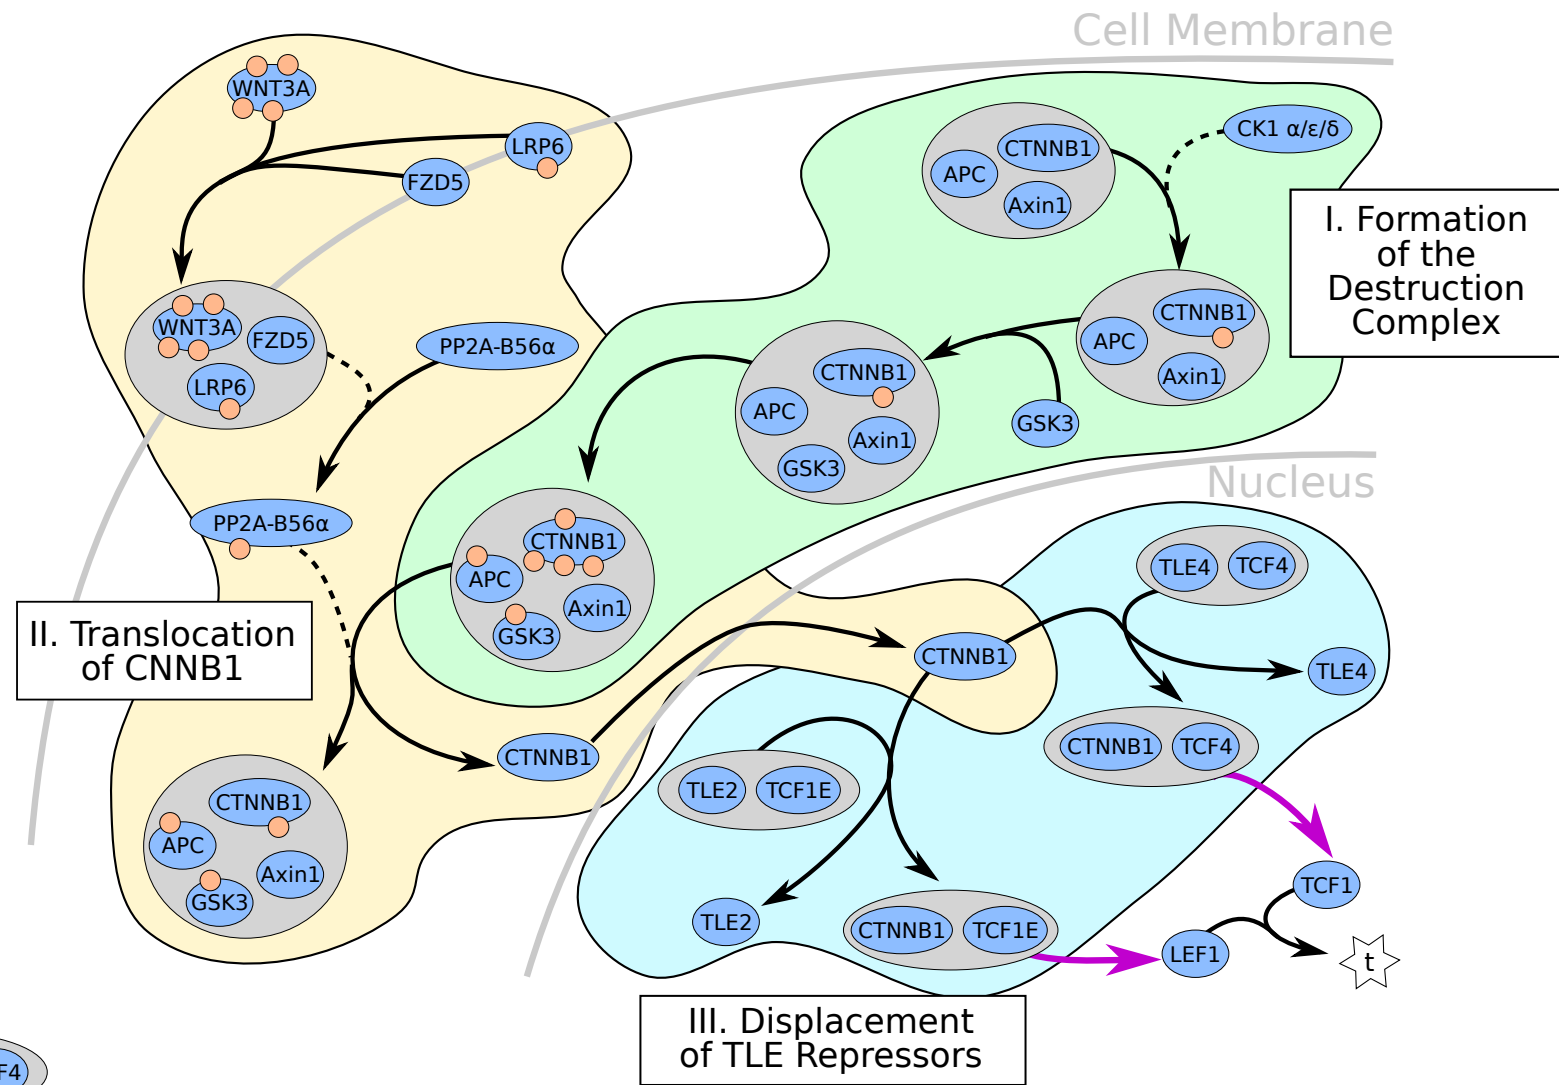 Cell Membrane
WNT3A
LRP6
FZD5
CK1 α/ε/δ
CTNNB1
APC
Axin1
I. Formation
of the
Destruction
Complex
WNT3A
FZD5
LRP6
PP2A-B56α
CTNNB1
APC
Axin1
CTNNB1
APC
Axin1
GSK3
GSK3
Nucleus
PP2A-B56α
CTNNB1
APC
Axin1
GSK3
TLE4
TCF4
II. Translocation
of CNNB1
CTNNB1
TLE4
CTNNB1
TCF4
CTNNB1
TLE2
TCF1E
CTNNB1
APC
Axin1
GSK3
TCF1
TLE2
CTNNB1
TCF1E
LEF1
t
III. Displacement
of TLE Repressors
F4